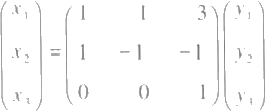 x₁ = 1 1 3 y₁
x₂ 1 −1 −1 y₂
x₃ 0 0 1 y₃